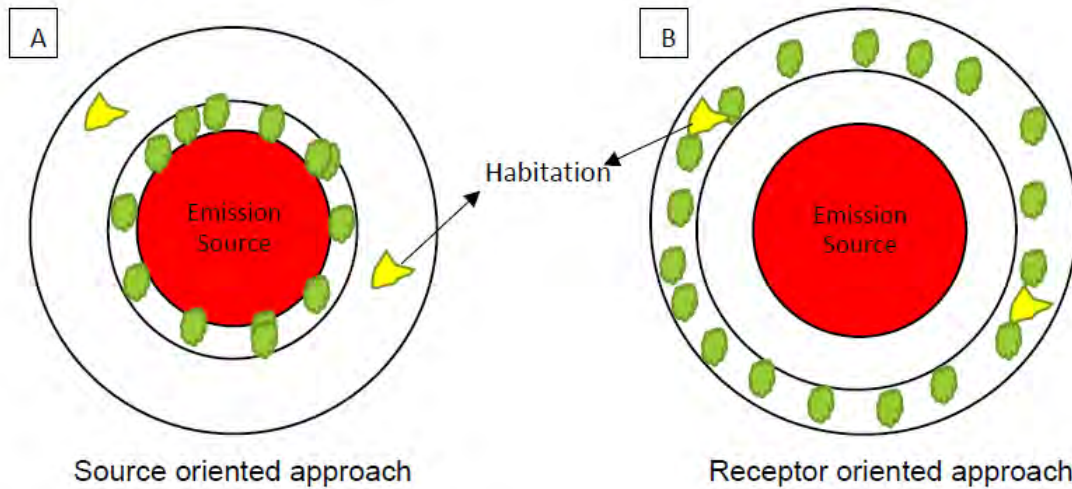 A
B
Habitation
Emission
Source
Emission
Source
Source oriented approach
Receptor oriented approach